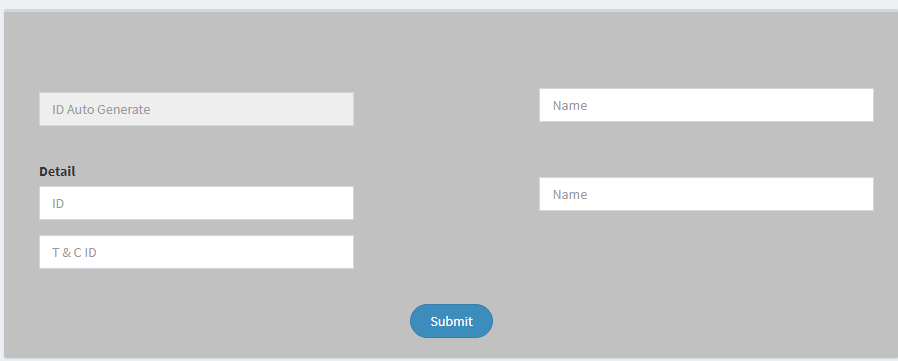 ID Auto Generate
Name
Detail
ID
Name
T & C ID
Submit